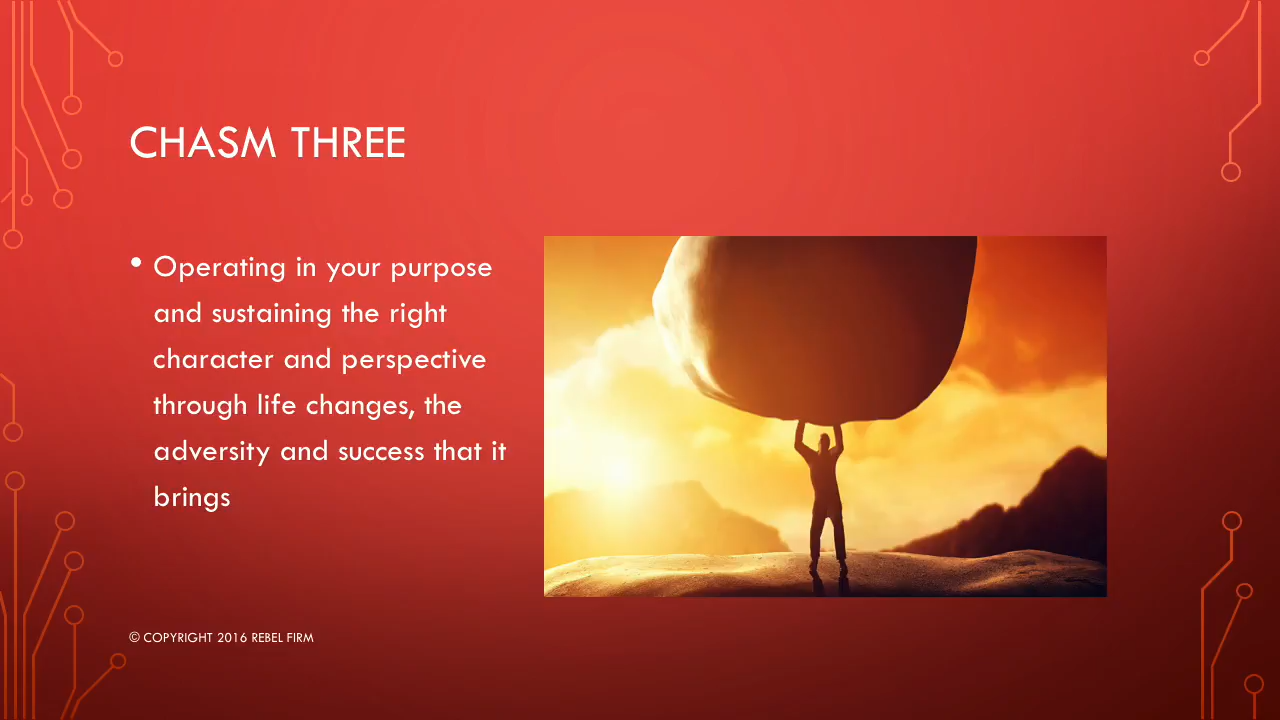 CHASM THREE
• Operating in your purpose
and sustaining the right
character and perspective
through life changes, the
adversity and success that it
brings
© COPYRIGHT 2016 REBEL FIRM